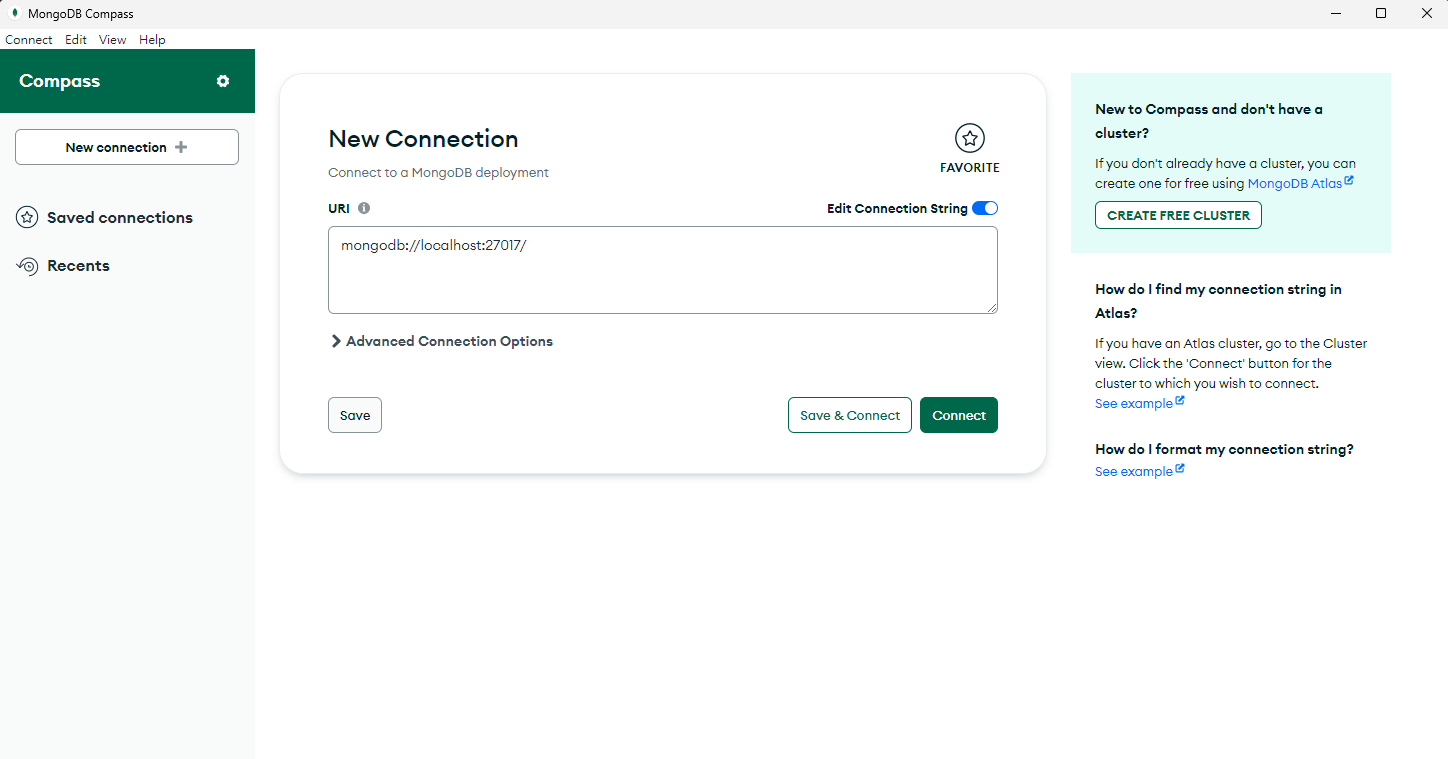 MongoDB Compass
Connect Edit View Help
Compass
New connection
Saved connections
Recents
New Connection
Connect to a MongoDB deployment
FAVORITE
URI
Edit Connection String
mongodb://localhost:27017/
Advanced Connection Options
Save
Save & Connect
Connect
New to Compass and don't have a
cluster?
If you don't already have a cluster, you can
create one for free using MongoDB Atlas
CREATE FREE CLUSTER
How do I find my connection string in
Atlas?
If you have an Atlas cluster, go to the Cluster
view. Click the 'Connect' button for the
cluster to which you wish to connect.
See example
How do I format my connection string?
See example